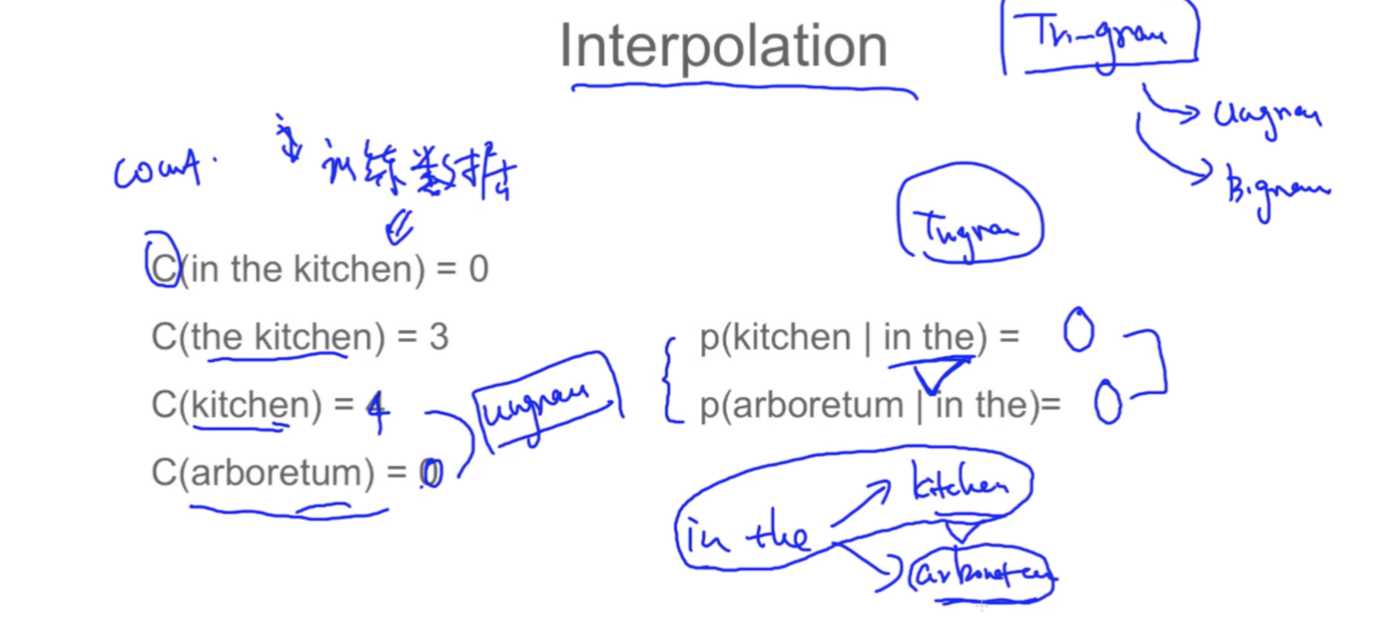 Interpolation
Tri-gram
Unigram
Bigram
count.
训练数据
Trigram
C(in the kitchen) = 0
C(the kitchen) = 3
p(kitchen | in the) = 0
C(kitchen) = 4
unigram
p(arboretum | in the)= 0
C(arboretum) = 0
kitchen
in the
arboretum